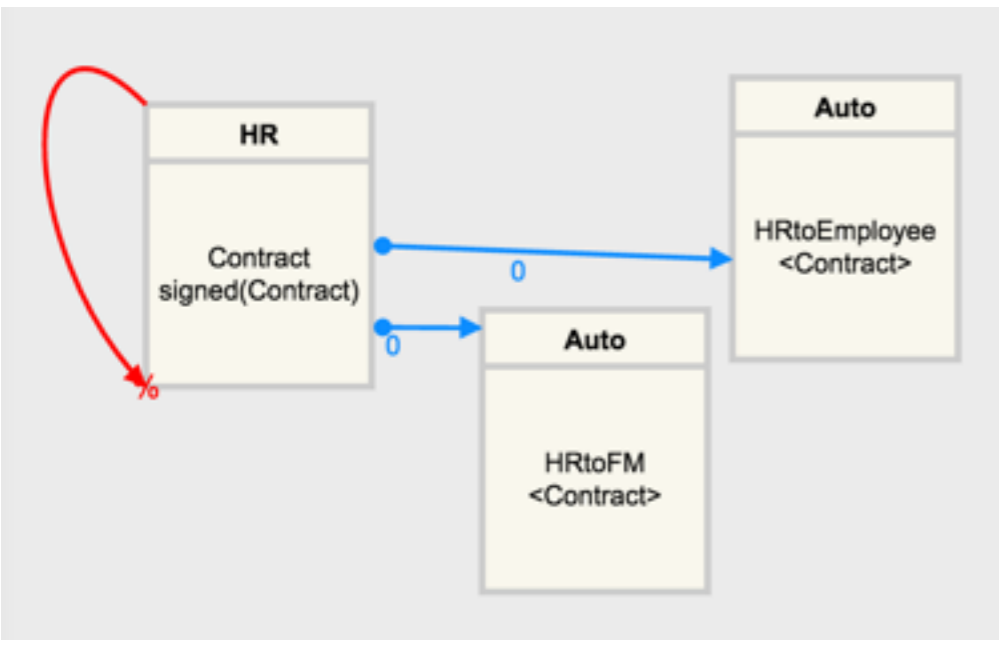 HR
Contract
signed(Contract)
%
0
0
Auto
HRtoEmployee
<Contract>
Auto
HRtoFM
<Contract>